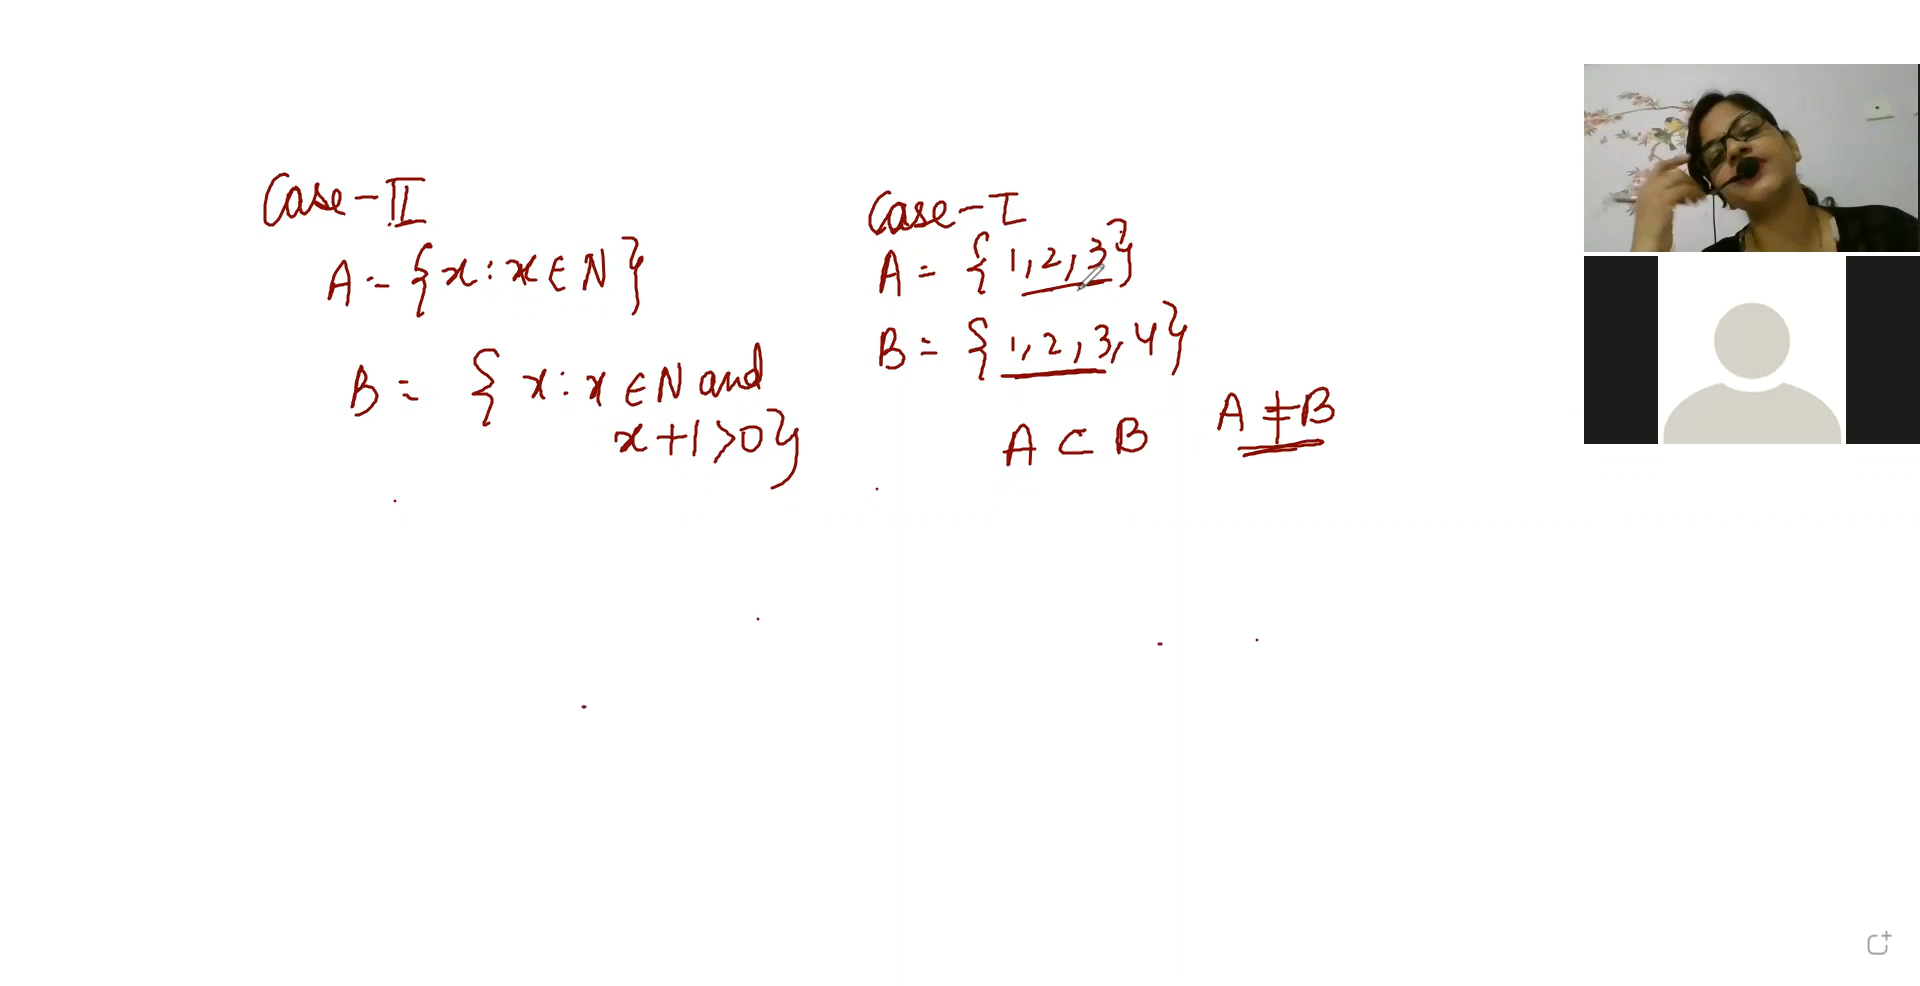 Case-II
A = {x : x ∈ N}
B = { x : x ∈ N and
x+1>0}
Case-I
A = { 1, 2, 3}
B = { 1, 2, 3, 4}
A ⊂ B
A ≠ B